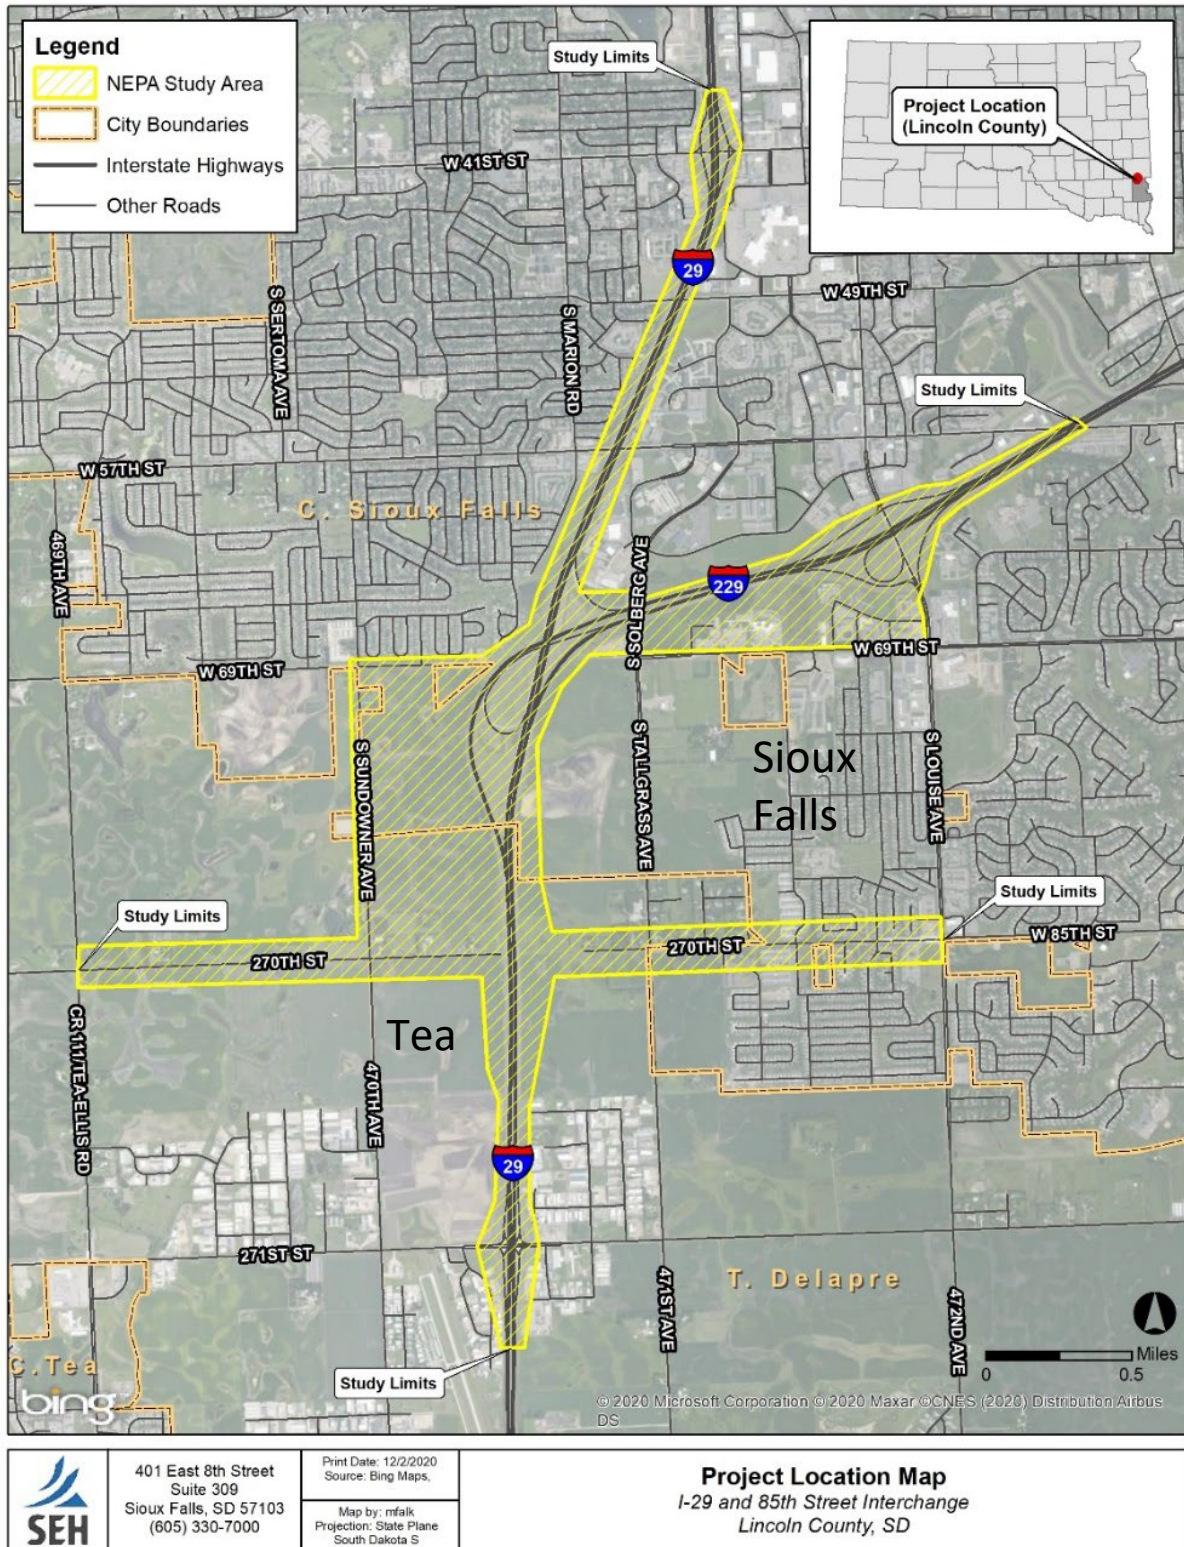 Legend
NEPA Study Area
City Boundaries
Interstate Highways
Other Roads
Study Limits
Project Location
(Lincoln County)
W 41ST ST
29
W 49TH ST
S SERTOMA AVE
S MARION RD
Study Limits
W 57TH ST
C. Sioux Falls
469TH AVE
S SOLBERG AVE
229
W 69TH ST
W 69TH ST
S SUNDOWNER AVE
S TALLGRASS AVE
Sioux
Falls
S LOUISE AVE
Study Limits
Study Limits
270TH ST
270TH ST
W 85TH ST
Tea
CR 111/TEA-ELLIS RD
470TH AVE
29
271ST ST
471ST AVE
T. Delapre
472ND AVE
C.Tea
Study Limits
Miles
0
0.5
bing
© 2020 Microsoft Corporation © 2020 Maxar ©CNES (2020) Distribution Airbus
DS
SEH
401 East 8th Street
Suite 309
Sioux Falls, SD 57103
(605) 330-7000
Print Date: 12/2/2020
Source: Bing Maps,
Map by: mfalk
Projection: State Plane
South Dakota S
Project Location Map
I-29 and 85th Street Interchange
Lincoln County, SD